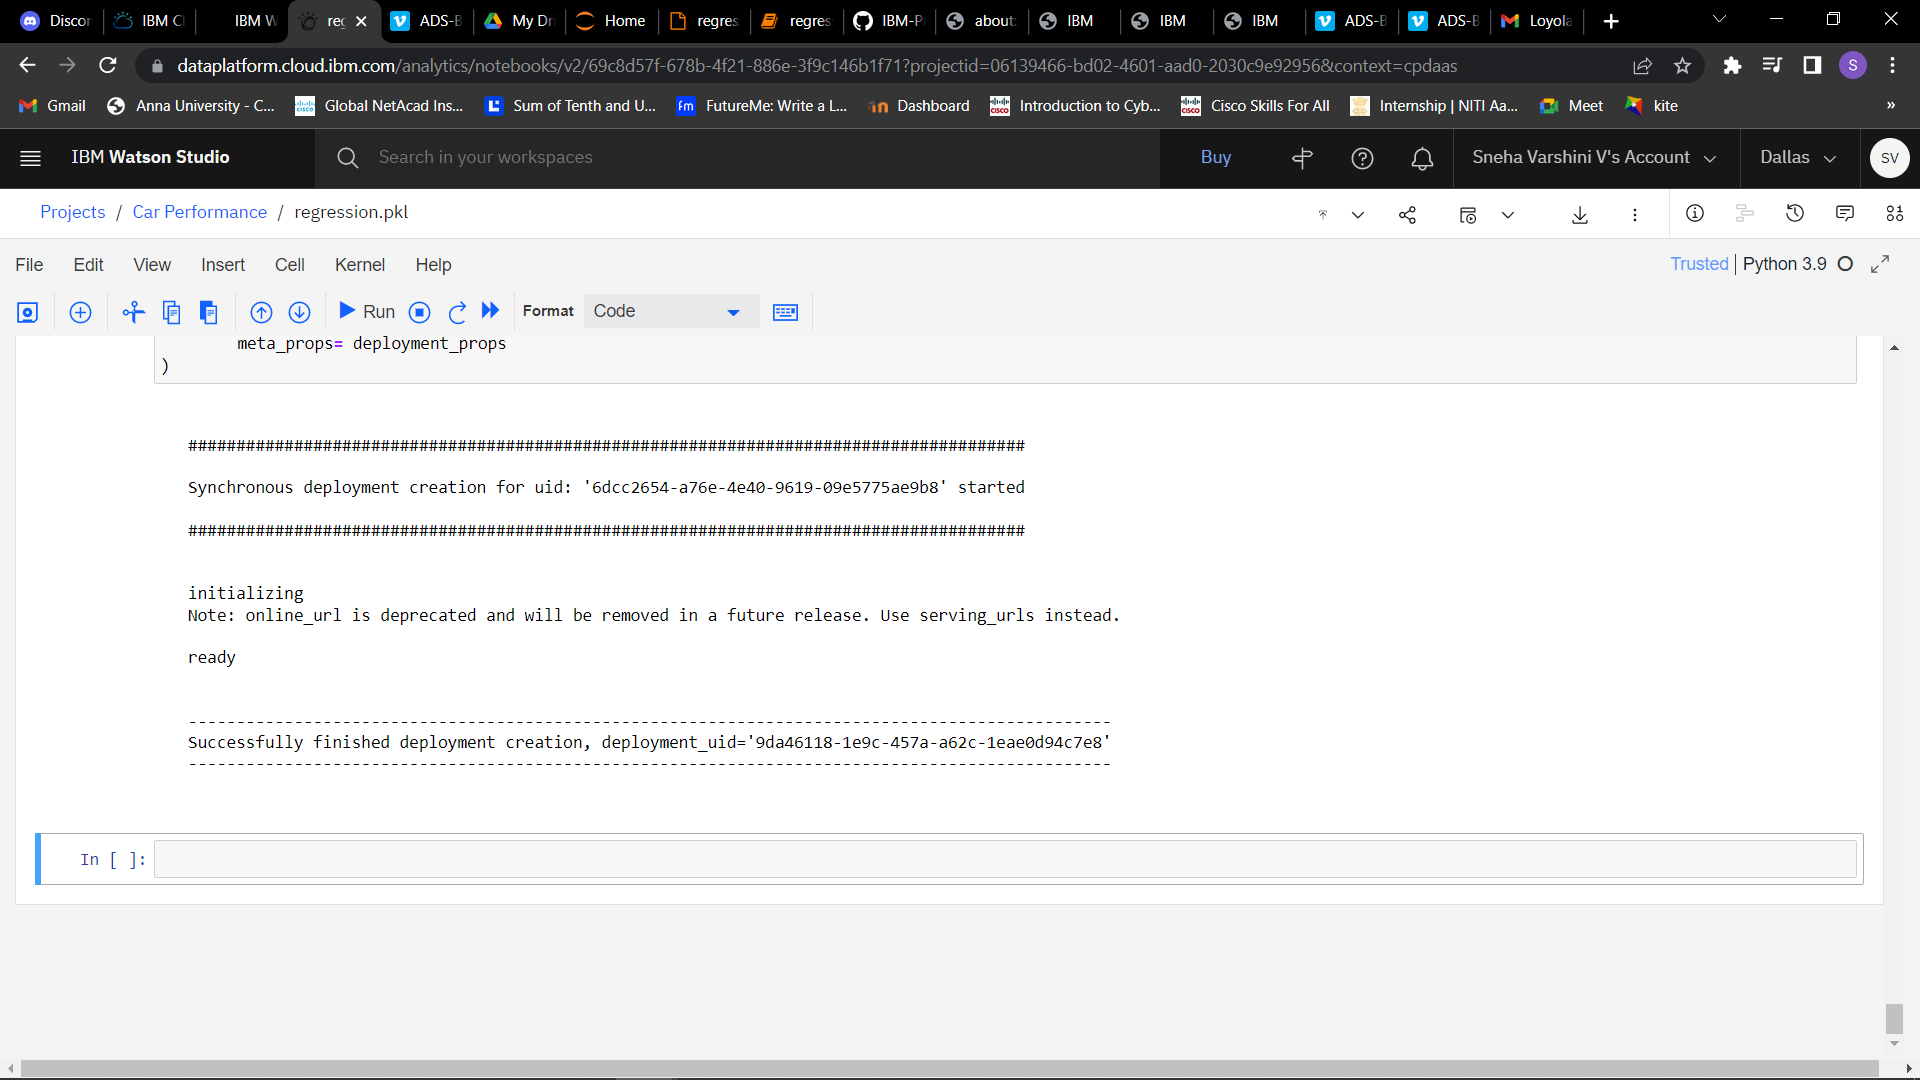 Discor
IBM Cl
IBM W
reg
ADS-B
My Dri
Home
regres
regres
IBM-P
about:
IBM
IBM
IBM
ADS-B
ADS-B
Loyola
dataplatform.cloud.ibm.com/analytics/notebooks/v2/69c8d57f-678b-4f21-886e-3f9c146b1f71?projectid=06139466-bd02-4601-aad0-2030c9e92956&context=cpdaas
S
Gmail
Anna University - C...
Global NetAcad Ins...
Sum of Tenth and U...
FutureMe: Write a L...
Dashboard
Introduction to Cyb...
Cisco Skills For All
Internship | NITI Aa...
Meet
kite
»
IBM Watson Studio
Search in your workspaces
Buy
Sneha Varshini V's Account
Dallas
SV
Projects / Car Performance / regression.pkl
File Edit View Insert Cell Kernel Help
Trusted | Python 3.9
Run
Format
Code
meta_props= deployment_props
)
#######################################################################################
Synchronous deployment creation for uid: '6dcc2654-a76e-4e40-9619-09e5775ae9b8' started
#######################################################################################
initializing
Note: online_url is deprecated and will be removed in a future release. Use serving_urls instead.
ready
------------------------------------------------------------------------------------------------
Successfully finished deployment creation, deployment_uid='9da46118-1e9c-457a-a62c-1eae0d94c7e8'
------------------------------------------------------------------------------------------------
In [ ]: